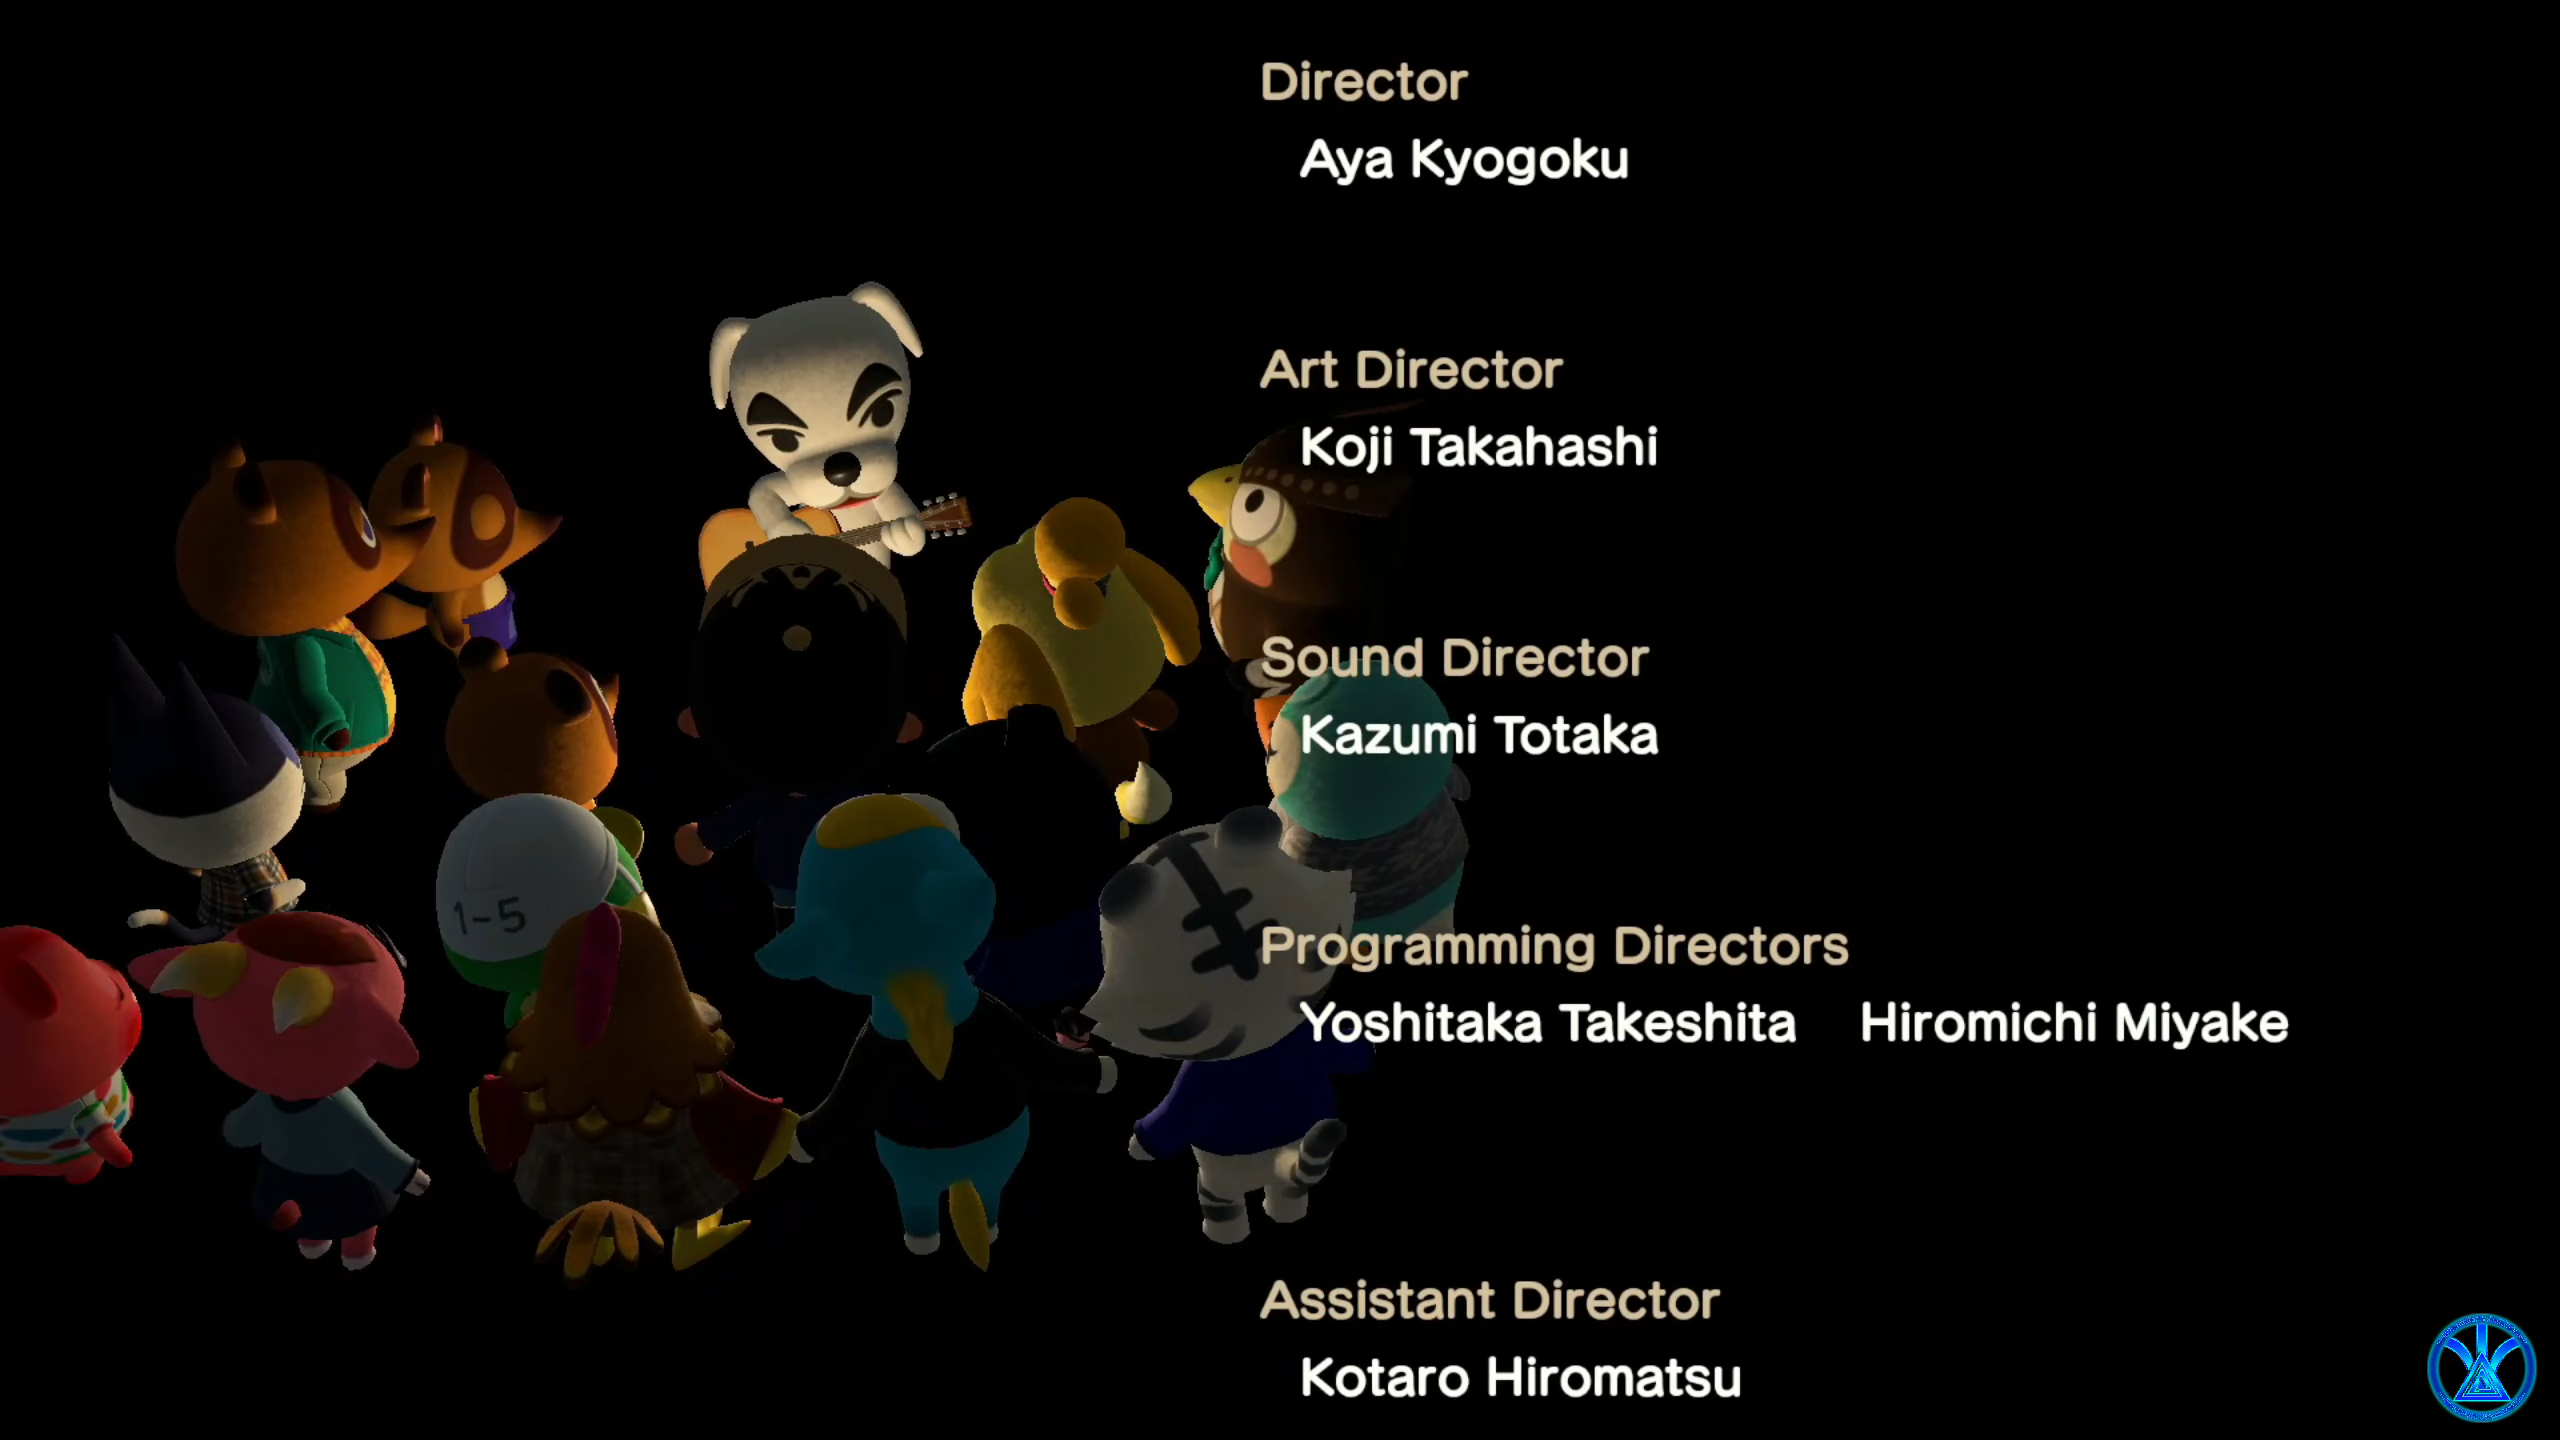 Director
Aya Kyogoku
Art Director
Koji Takahashi
Sound Director
Kazumi Totaka
Programming Directors
Yoshitaka Takeshita Hiromichi Miyake
Assistant Director
Kotaro Hiromatsu
1-5